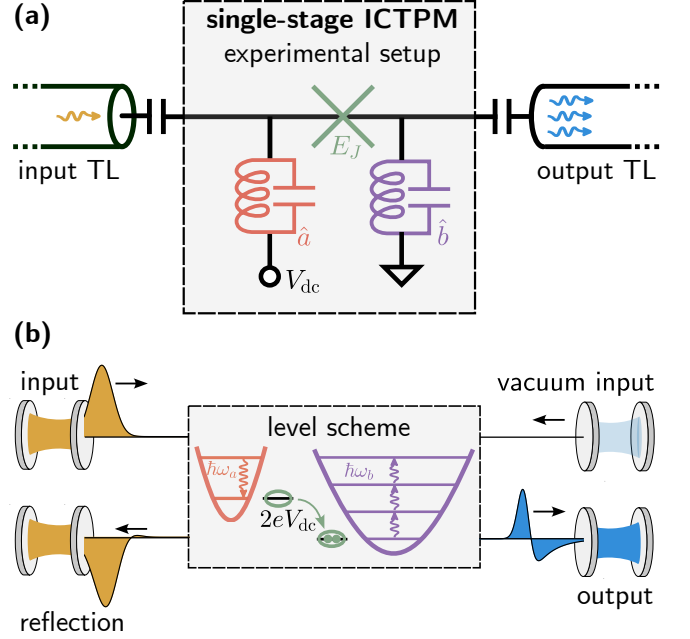 (a)
single-stage ICTPM
experimental setup
input TL
E_J
output TL
â
b̂
V_dc
(b)
input
vacuum input
level scheme
ħω_a
ħω_b
2eV_dc
reflection
output